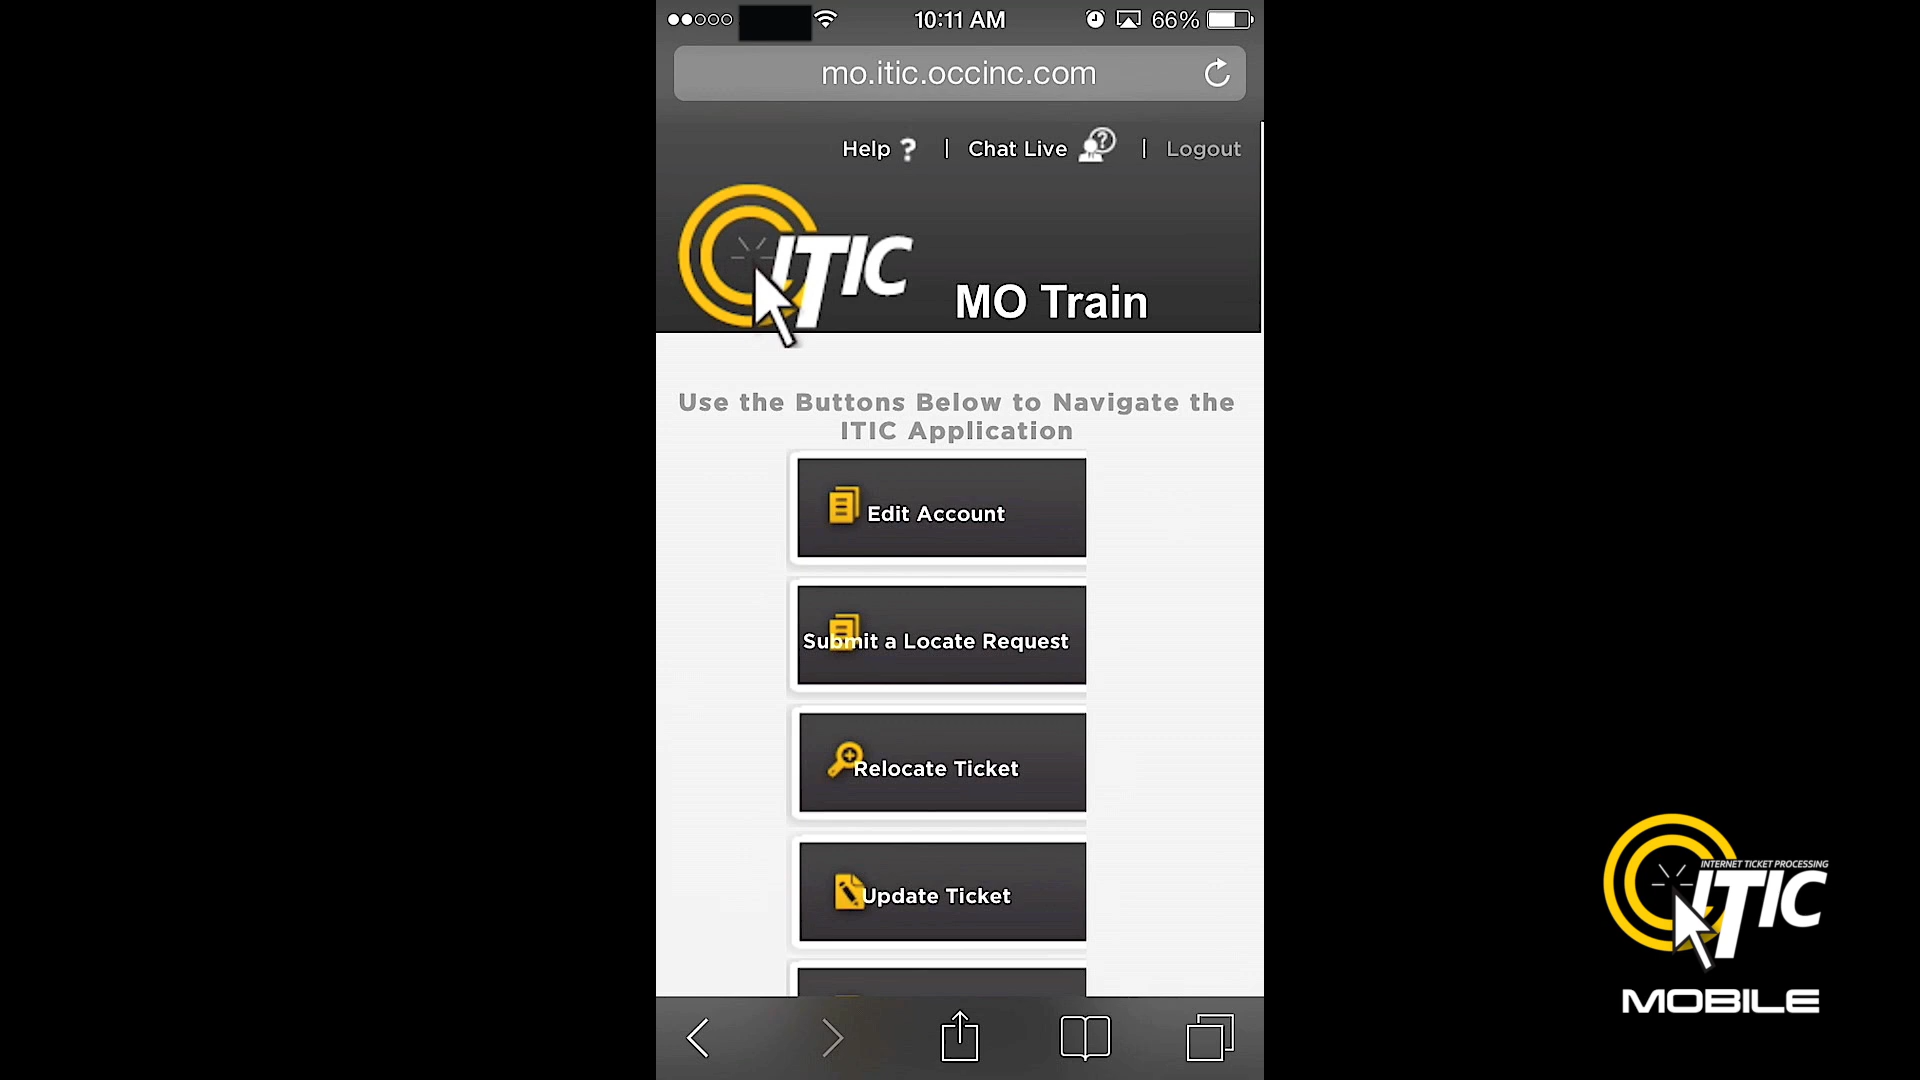 10:11 AM
66%
mo.itic.occinc.com
Help ? | Chat Live ? | Logout
ITIC
MO Train
Use the Buttons Below to Navigate the
ITIC Application
Edit Account
Submit a Locate Request
Relocate Ticket
Update Ticket
INTERNET TICKET PROCESSING
ITIC
MOBILE